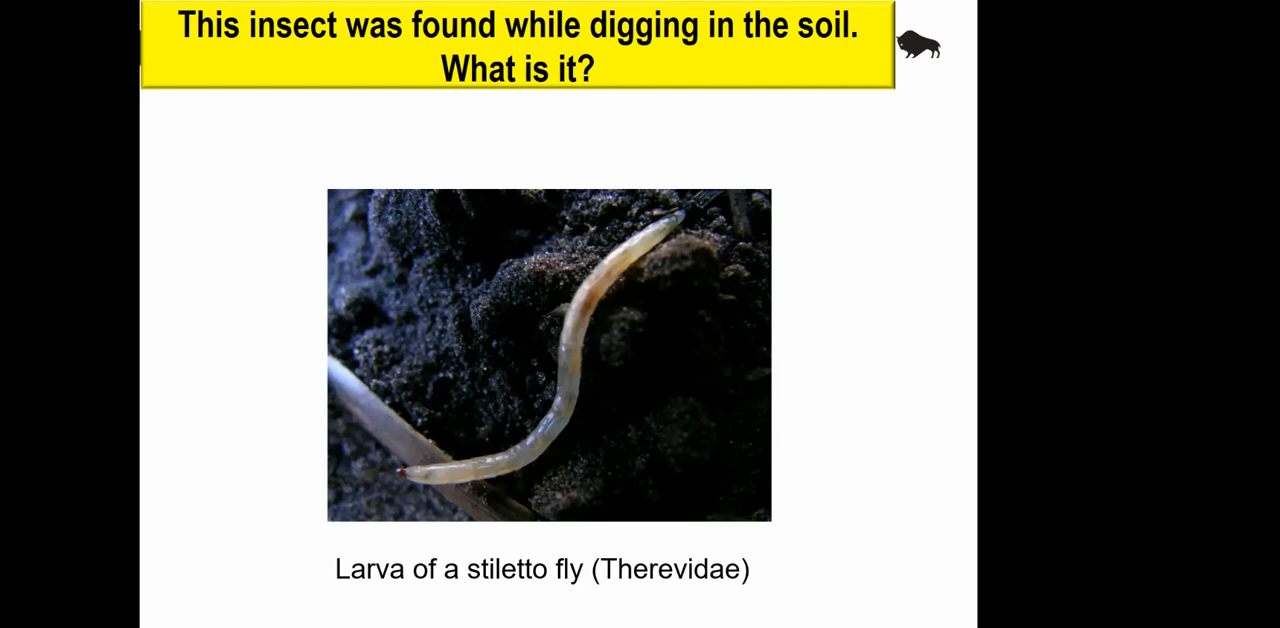 This insect was found while digging in the soil.
What is it?
Larva of a stiletto fly (Therevidae)